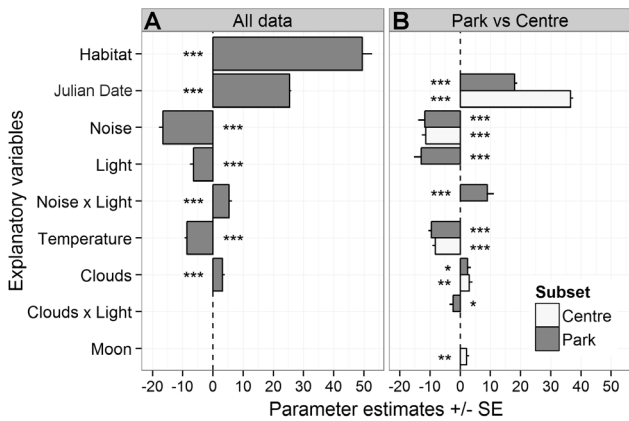 A All data B Park vs Centre
Explanatory variables
Habitat *** 
Julian Date *** *** ***
Noise *** *** ***
Light *** ***
Noise x Light *** ***
Temperature *** *** ***
Clouds *** * **
Clouds x Light *
Moon **
Subset
Centre
Park
-20 -10 0 10 20 30 40 50 -20 -10 0 10 20 30 40 50
Parameter estimates +/- SE